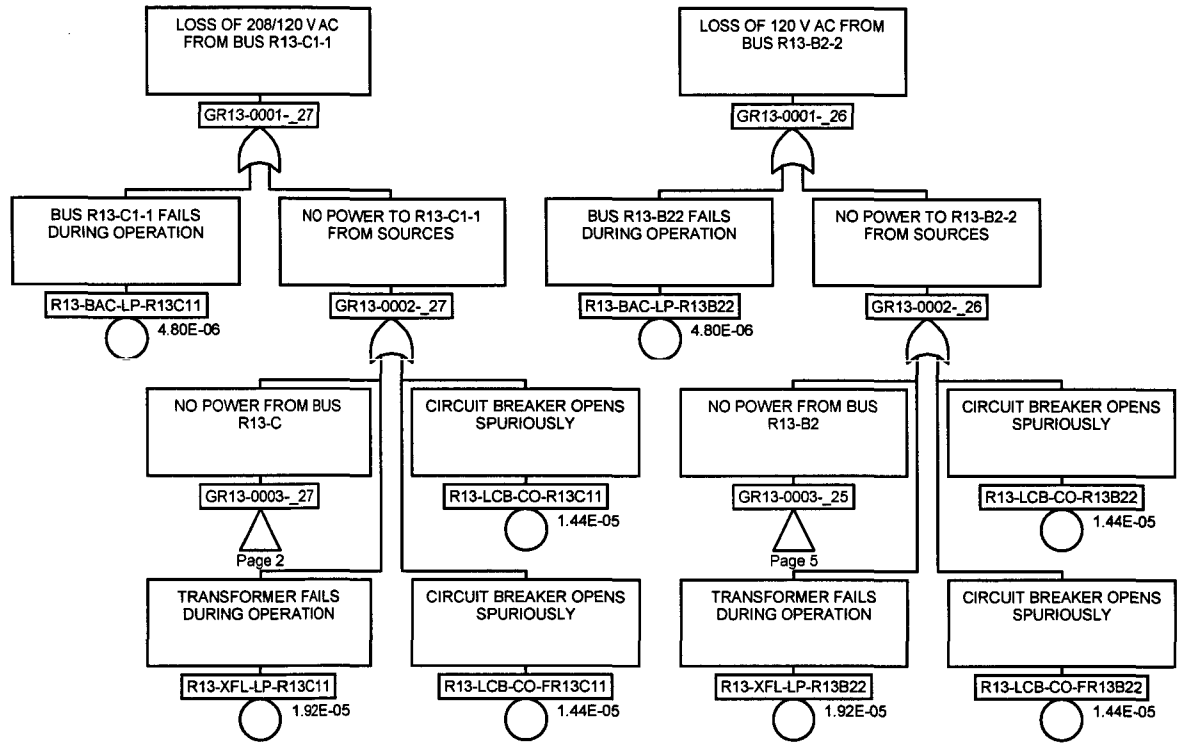 LOSS OF 208/120 V AC
FROM BUS R13-C1-1
GR13-0001-_27
BUS R13-C1-1 FAILS
DURING OPERATION
R13-BAC-LP-R13C11
4.80E-06
NO POWER TO R13-C1-1
FROM SOURCES
GR13-0002-_27
NO POWER FROM BUS
R13-C
GR13-0003-_27
Page 2
CIRCUIT BREAKER OPENS
SPURIOUSLY
R13-LCB-CO-R13C11
1.44E-05
TRANSFORMER FAILS
DURING OPERATION
R13-XFL-LP-R13C11
1.92E-05
CIRCUIT BREAKER OPENS
SPURIOUSLY
R13-LCB-CO-FR13C11
1.44E-05
LOSS OF 120 V AC FROM
BUS R13-B2-2
GR13-0001-_26
BUS R13-B22 FAILS
DURING OPERATION
R13-BAC-LP-R13B22
4.80E-06
NO POWER TO R13-B2-2
FROM SOURCES
GR13-0002-_26
NO POWER FROM BUS
R13-B2
GR13-0003-_25
Page 5
CIRCUIT BREAKER OPENS
SPURIOUSLY
R13-LCB-CO-R13B22
1.44E-05
TRANSFORMER FAILS
DURING OPERATION
R13-XFL-LP-R13B22
1.92E-05
CIRCUIT BREAKER OPENS
SPURIOUSLY
R13-LCB-CO-FR13B22
1.44E-05